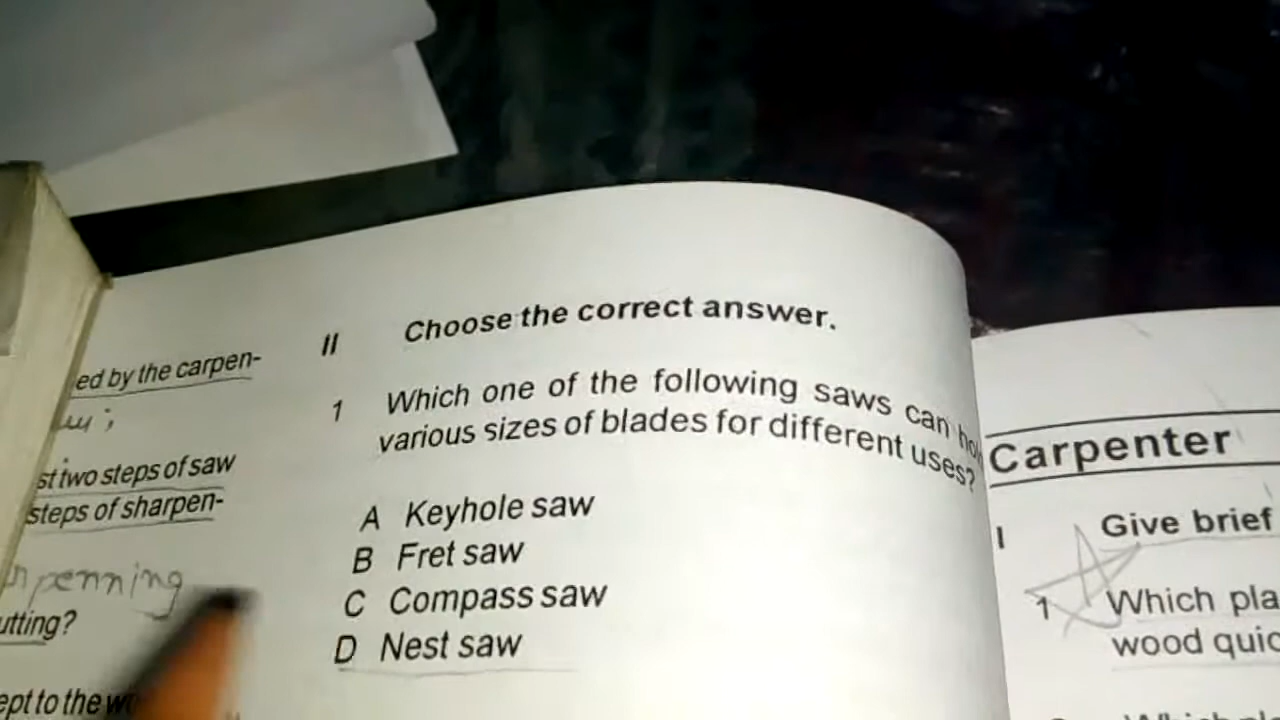 ed by the carpen-
st two steps of saw
steps of sharpen-
penning
utting?
ept to the
II Choose the correct answer.
1 Which one of the following saws can ho
various sizes of blades for different uses?
A Keyhole saw
B Fret saw
C Compass saw
D Nest saw
Carpenter
I Give brief
1 Which pla
wood quic